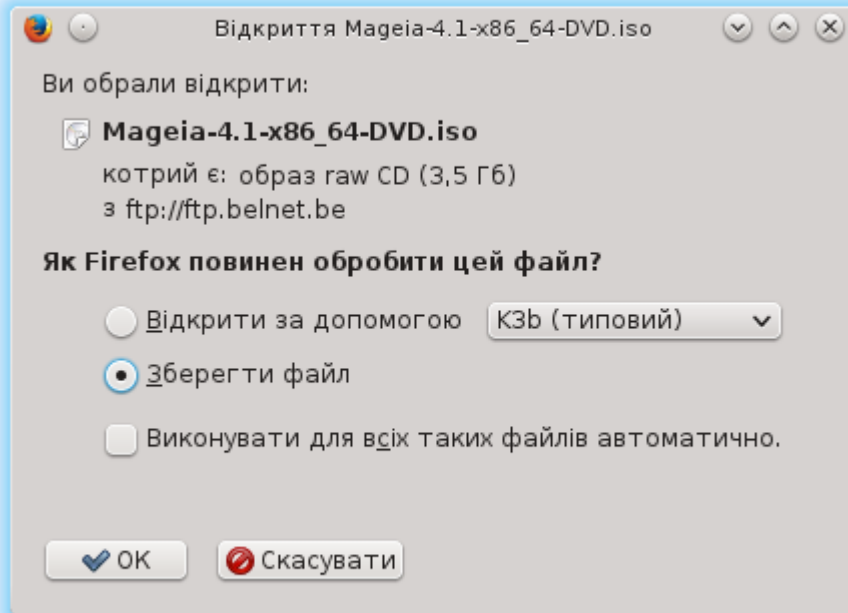 Відкриття Mageia-4.1-x86_64-DVD.iso
Ви обрали відкрити:
Mageia-4.1-x86_64-DVD.iso
котрий є: образ raw CD (3,5 Гб)
з ftp://ftp.belnet.be
Як Firefox повинен обробити цей файл?
Відкрити за допомогою K3b (типовий)
Зберегти файл
Виконувати для всіх таких файлів автоматично.
OK Скасувати